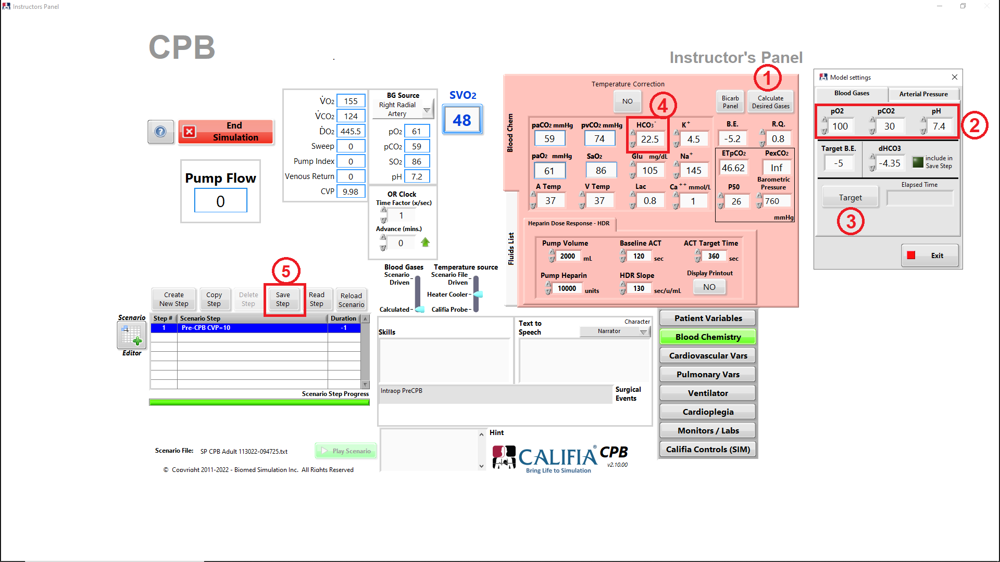 Instructors Panel
CPB
Instructor's Panel
1
Temperature Correction
NO
4
Bicarb
Panel
Calculate
Desired Gases
Blood Chem
Fluids List
paCO2 mmHg
59
pvCO2 mmHg
74
HCO3-
22.5
K+
4.5
B.E.
-5.2
R.Q.
0.8
paO2 mmHg
61
SaO2
86
Glu mg/dL
105
Na+
145
ETpCO2
46.62
PexCO2
Inf
A Temp
37
V Temp
37
Lac
0.8
Ca++ mmol/L
1
P50
26
Barometric
Pressure
760
mmHg
Heparin Dose Response - HDR
Pump Volume
2000 mL
Baseline ACT
120 sec
ACT Target Time
360 sec
Pump Heparin
10000 units
HDR Slope
130 sec/u/mL
Display Printout
NO
Model settings
Blood Gases
Arterial Pressure
pO2 pCO2 pH
100 30 7.4
2
Target B.E.
-5
dHCO3
-4.35
include in
Save Step
Target
Elapsed Time
3
Exit
End
Simulation
Pump Flow
0
V̇O2 155
V̇CO2 124
ḊO2 445.5
Sweep 0
Pump Index 0
Venous Return 0
CVP 9.98
BG Source
Right Radial
Artery
pO2 61
pCO2 59
SO2 86
pH 7.2
SVO2
48
OR Clock
Time Factor (x/sec)
1
Advance (mins.)
0
Blood Gases
Scenario
Driven
Calculated
Temperature source
Scenario File
Driven
Heater Cooler
Califia Probe
5
Create
New Step
Copy
Step
Delete
Step
Save
Step
Read
Step
Reload
Scenario
Scenario
Editor
Step # Scenario Step Duration
1 Pre-CPB CVP=10 -1
Scenario Step Progress
Skills
Text to
Speech
Character
Narrator
Intraop PreCPB
Surgical
Events
Hint
Patient Variables
Blood Chemistry
Cardiovascular Vars
Pulmonary Vars
Ventilator
Cardioplegia
Monitors / Labs
Califia Controls (SIM)
Scenario File: SP CPB Adult 113022-094725.txt
Play Scenario
© Copyright 2011-2022 - Biomed Simulation Inc. All Rights Reserved
CALIFIA® CPB
v2.10.00
Bring Life to Simulation